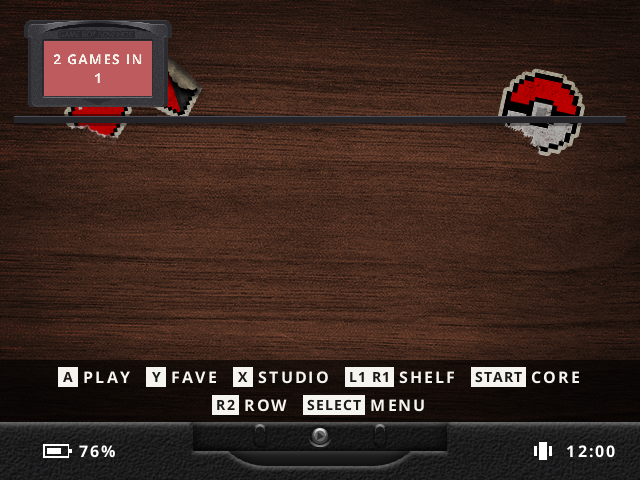 2 GAMES IN
1
A PLAY Y FAVE X STUDIO L1 R1 SHELF START CORE
R2 ROW SELECT MENU
76% 12:00